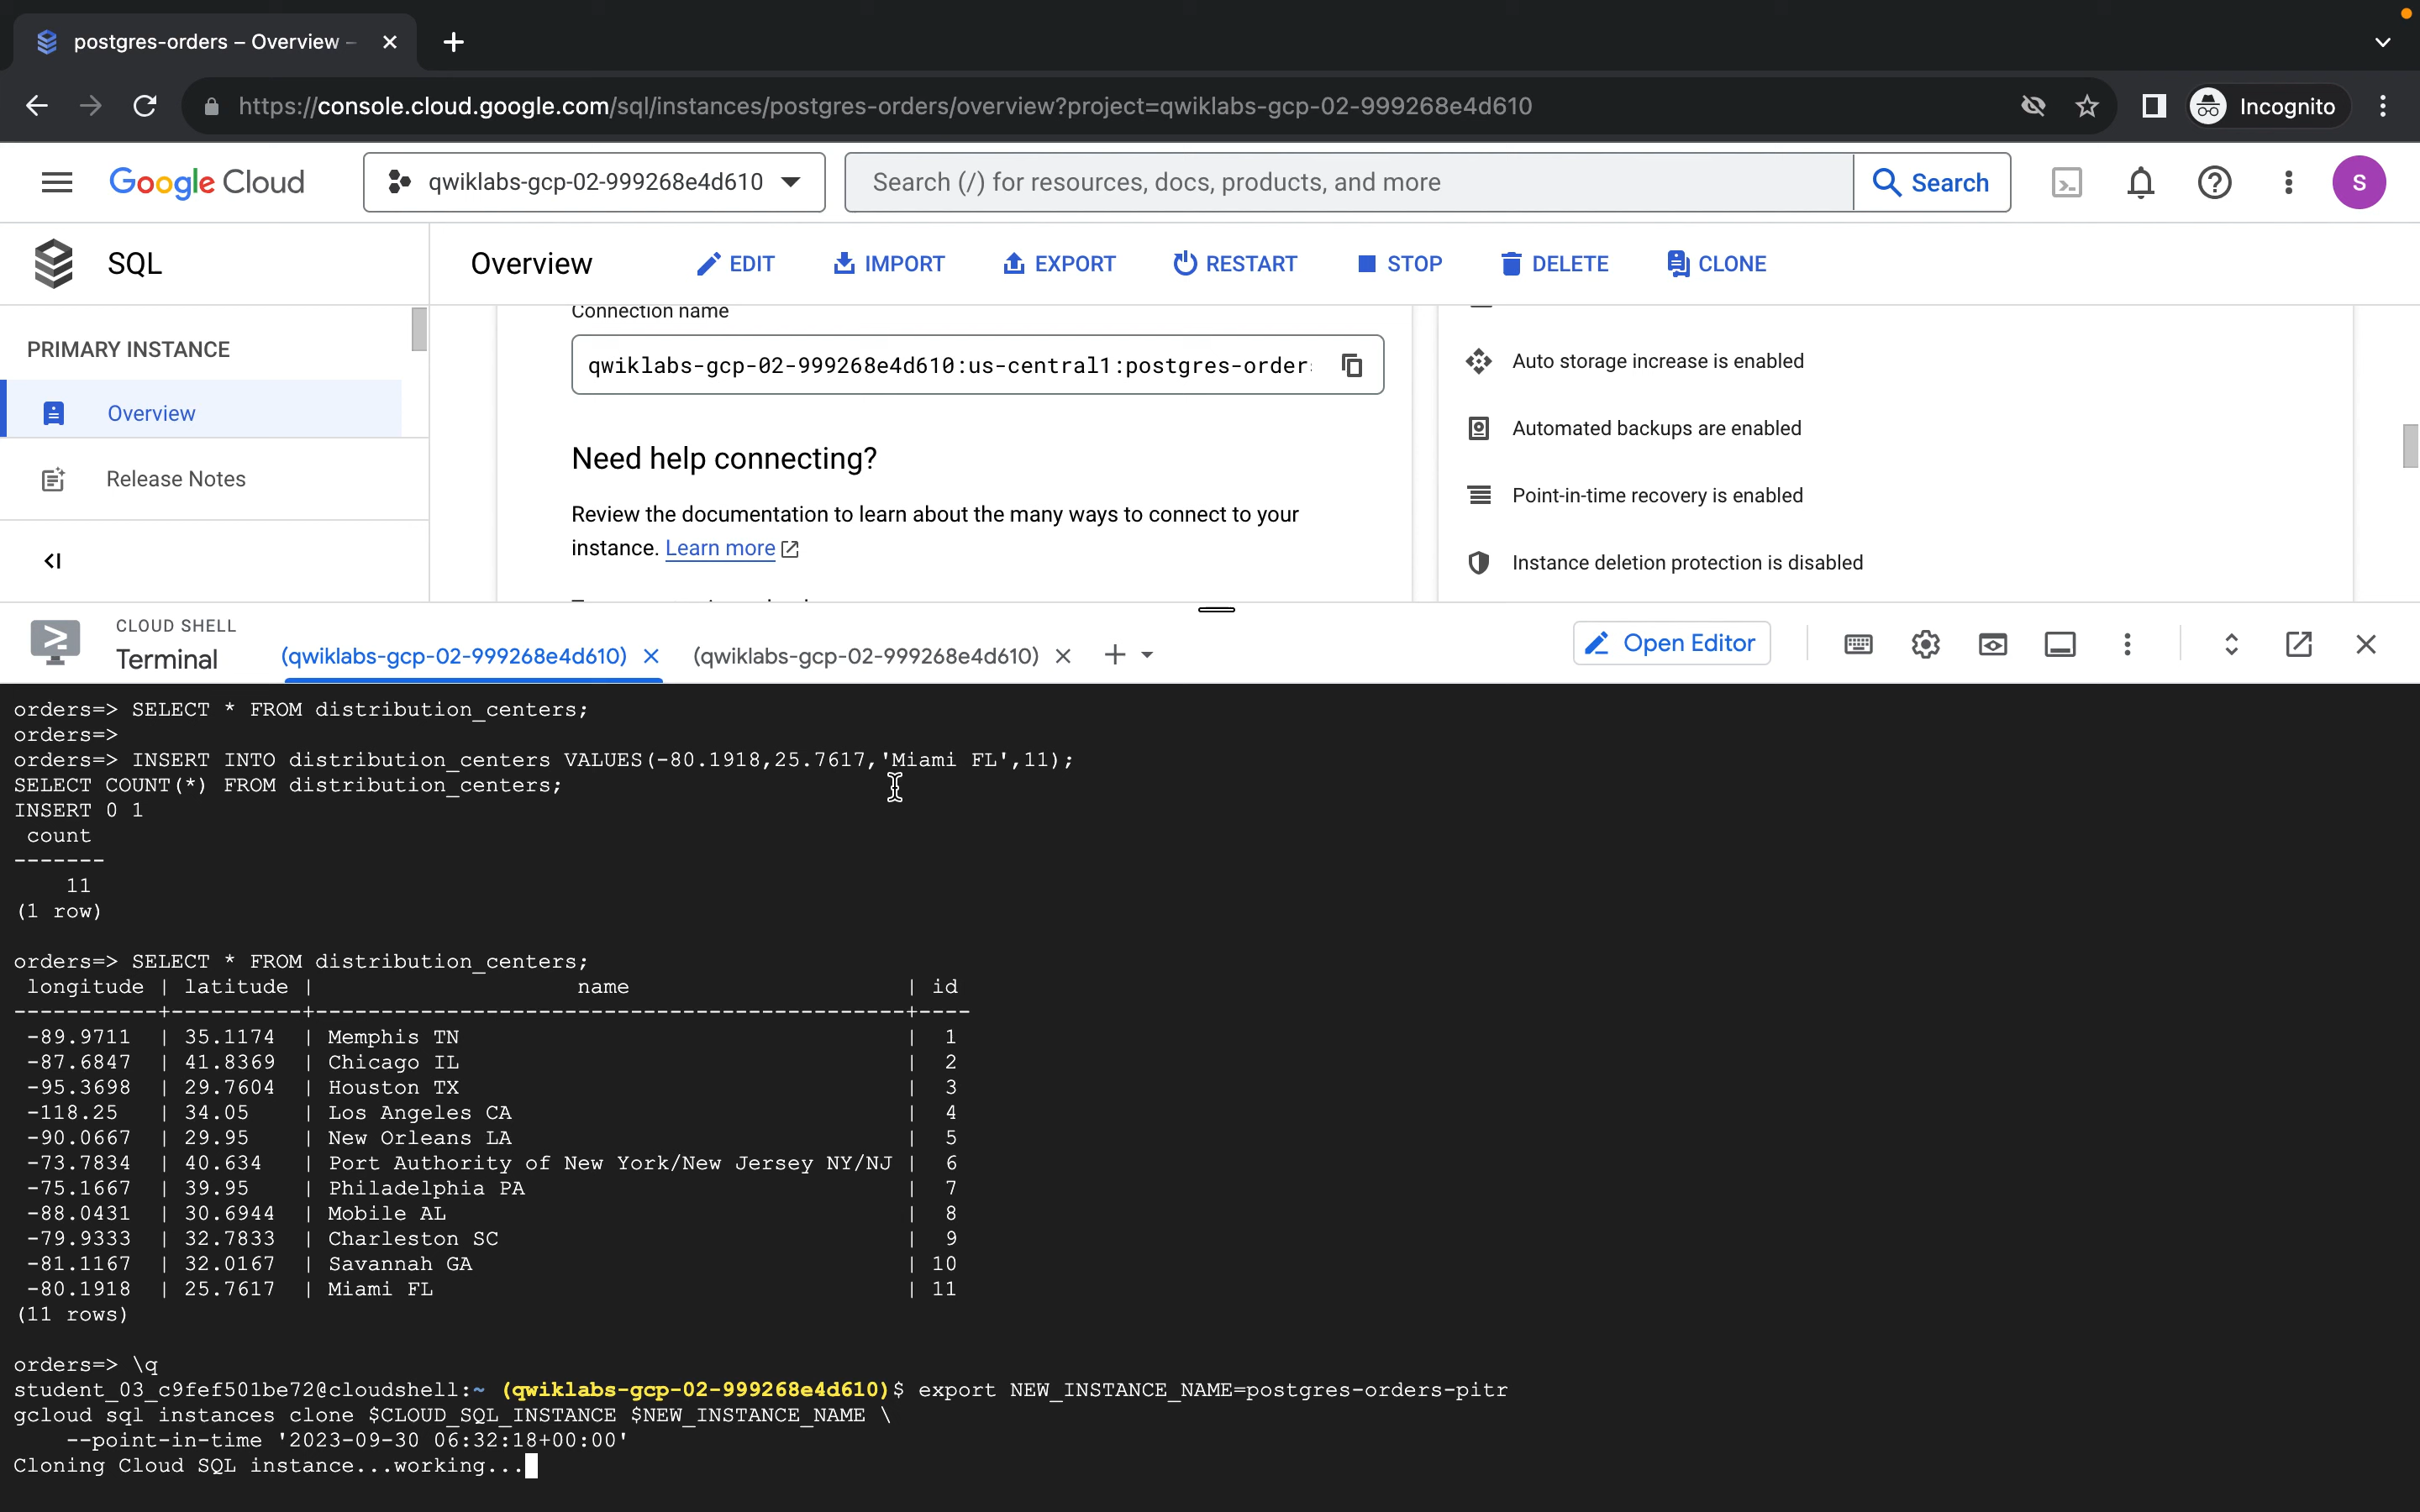 postgres-orders – Overview –
https://console.cloud.google.com/sql/instances/postgres-orders/overview?project=qwiklabs-gcp-02-999268e4d610
Incognito
Google Cloud
qwiklabs-gcp-02-999268e4d610
Search (/) for resources, docs, products, and more
Search
S
SQL
Overview
EDIT
IMPORT
EXPORT
RESTART
STOP
DELETE
CLONE
PRIMARY INSTANCE
Overview
Release Notes
Connection name
qwiklabs-gcp-02-999268e4d610:us-central1:postgres-order
Need help connecting?
Review the documentation to learn about the many ways to connect to your
instance. Learn more
Auto storage increase is enabled
Automated backups are enabled
Point-in-time recovery is enabled
Instance deletion protection is disabled
CLOUD SHELL
Terminal
(qwiklabs-gcp-02-999268e4d610)
(qwiklabs-gcp-02-999268e4d610)
Open Editor
orders=> SELECT * FROM distribution_centers;
orders=>
orders=> INSERT INTO distribution_centers VALUES(-80.1918,25.7617,'Miami FL',11);
SELECT COUNT(*) FROM distribution_centers;
INSERT 0 1
count
-------
11
(1 row)
orders=> SELECT * FROM distribution_centers;
longitude | latitude | name | id
-----------+----------+---------------------------------------------+----
-89.9711 | 35.1174 | Memphis TN | 1
-87.6847 | 41.8369 | Chicago IL | 2
-95.3698 | 29.7604 | Houston TX | 3
-118.25 | 34.05 | Los Angeles CA | 4
-90.0667 | 29.95 | New Orleans LA | 5
-73.7834 | 40.634 | Port Authority of New York/New Jersey NY/NJ | 6
-75.1667 | 39.95 | Philadelphia PA | 7
-88.0431 | 30.6944 | Mobile AL | 8
-79.9333 | 32.7833 | Charleston SC | 9
-81.1167 | 32.0167 | Savannah GA | 10
-80.1918 | 25.7617 | Miami FL | 11
(11 rows)
orders=> \q
student_03_c9fef501be72@cloudshell:~ (qwiklabs-gcp-02-999268e4d610)$ export NEW_INSTANCE_NAME=postgres-orders-pitr
gcloud sql instances clone $CLOUD_SQL_INSTANCE $NEW_INSTANCE_NAME \
--point-in-time '2023-09-30 06:32:18+00:00'
Cloning Cloud SQL instance...working...